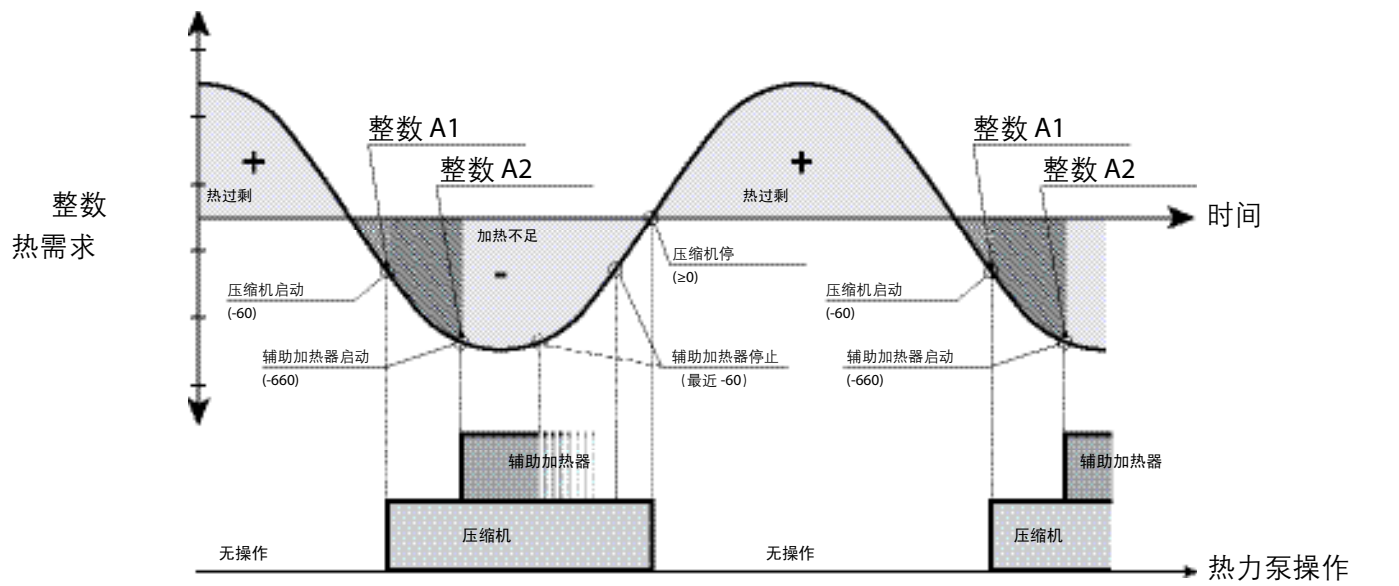 整数 A1
整数 A2
整数 A1
整数 A2
热过剩
热过剩
整数
热需求
时间
加热不足
压缩机停
(≥0)
压缩机启动
(-60)
压缩机启动
(-60)
辅助加热器启动
(-660)
辅助加热器停止
(最近 -60)
辅助加热器启动
(-660)
辅助加热器
辅助加热器
压缩机
压缩机
无操作
无操作
热力泵操作